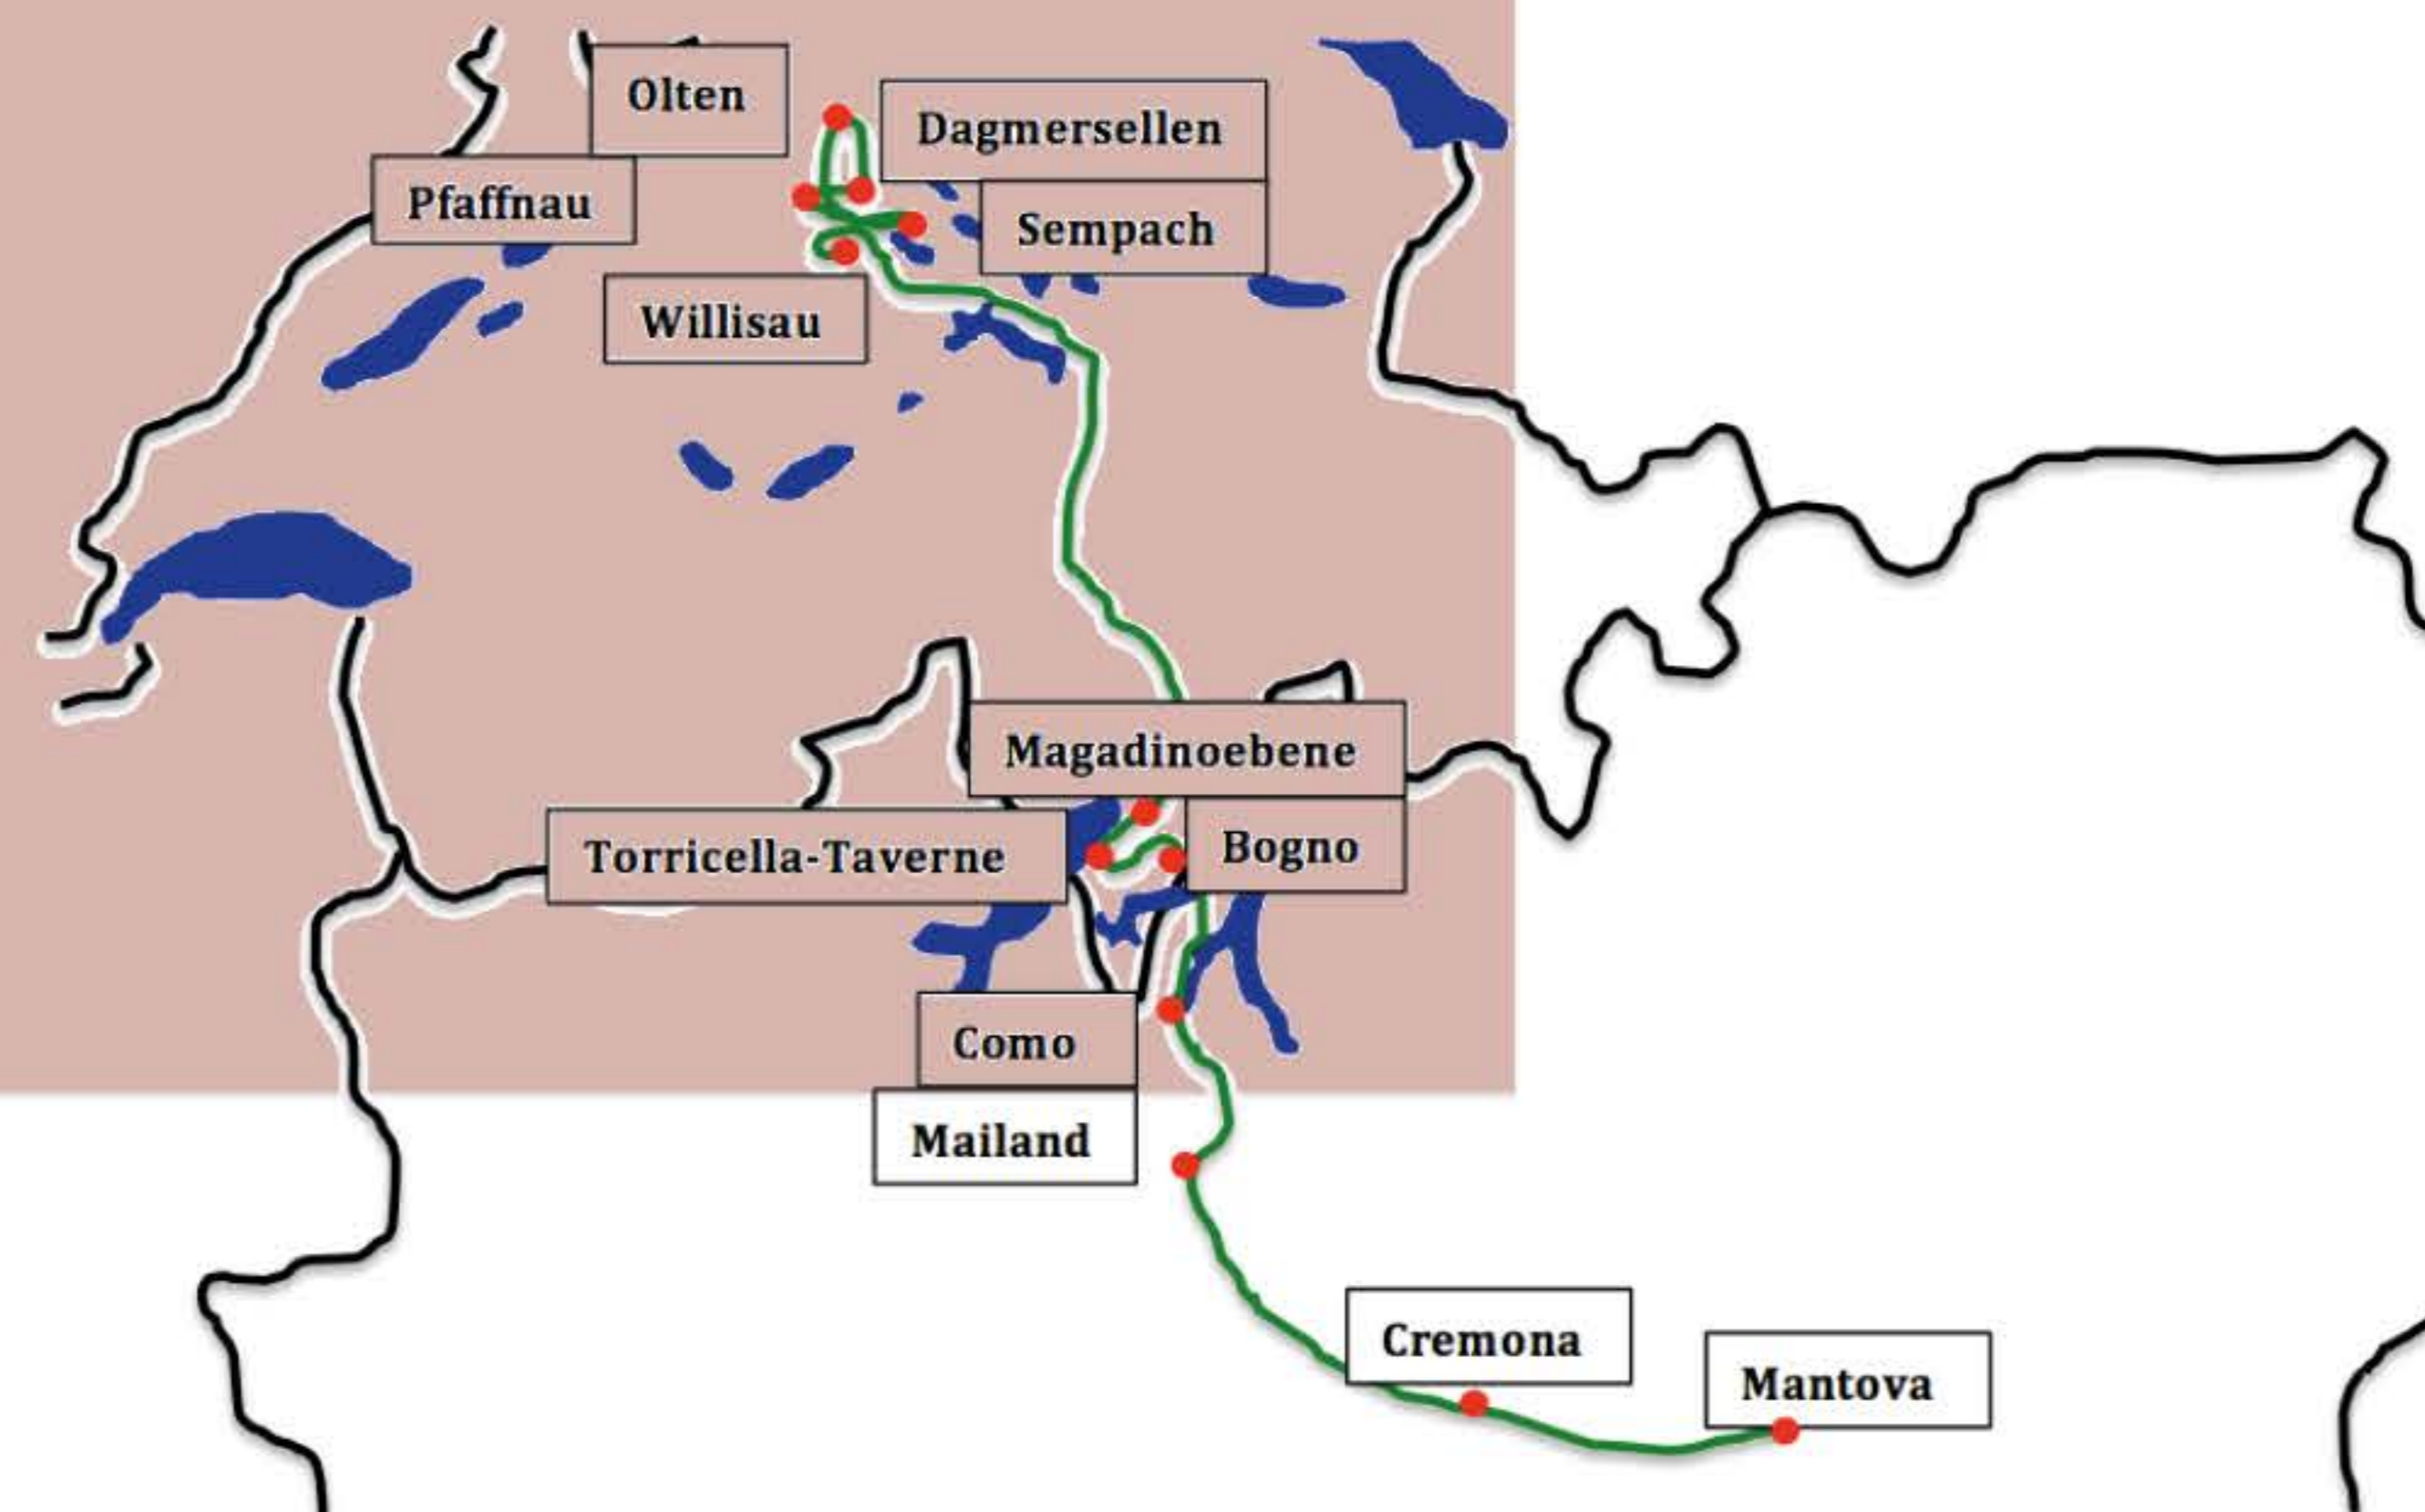 Olten
Dagmersellen
Pfaffnau
Sempach
Willisau
Magadinoebene
Torricella-Taverne
Bogno
Como
Mailand
Cremona
Mantova